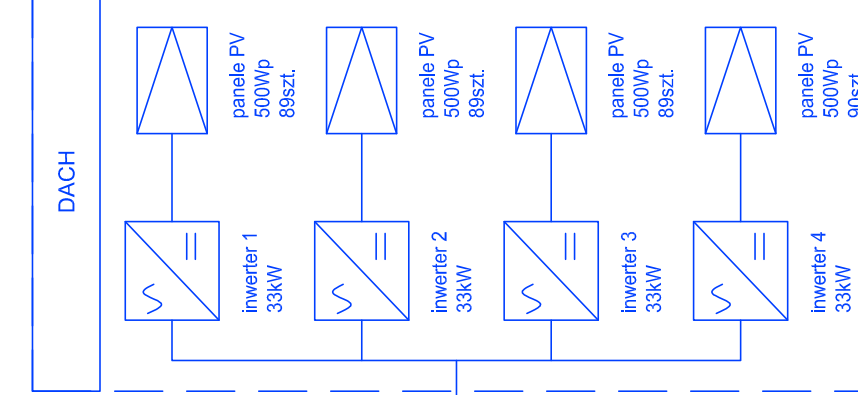 DACH
panele PV
500Wp
89szt.
panele PV
500Wp
89szt.
panele PV
500Wp
89szt.
panele PV
500Wp
90szt.
inwerter 1
33kW
inwerter 2
33kW
inwerter 3
33kW
inwerter 4
33kW